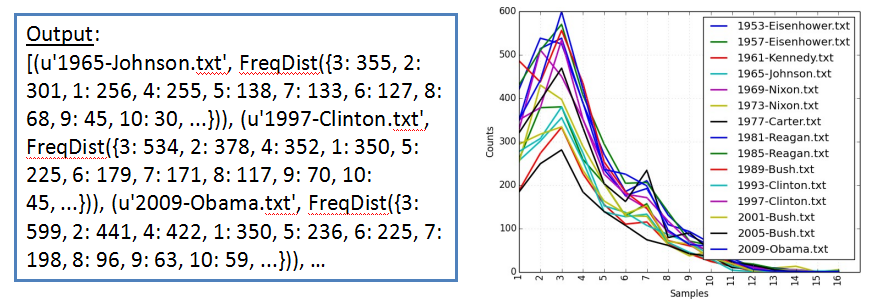 Output:
[(u'1965-Johnson.txt', FreqDist({3: 355, 2:
301, 1: 256, 4: 255, 5: 138, 7: 133, 6: 127, 8:
68, 9: 45, 10: 30, ...})), (u'1997-Clinton.txt',
FreqDist({3: 534, 2: 378, 4: 352, 1: 350, 5:
225, 6: 179, 7: 171, 8: 117, 9: 70, 10:
45, ...})), (u'2009-Obama.txt', FreqDist({3:
599, 2: 441, 4: 422, 1: 350, 5: 236, 6: 225, 7:
198, 8: 96, 9: 63, 10: 59, ...})), …
600
500
400
300
200
100
0
Counts
1
2
3
4
5
6
7
8
9
10
11
12
13
14
15
16
Samples
1953-Eisenhower.txt
1957-Eisenhower.txt
1961-Kennedy.txt
1965-Johnson.txt
1969-Nixon.txt
1973-Nixon.txt
1977-Carter.txt
1981-Reagan.txt
1985-Reagan.txt
1989-Bush.txt
1993-Clinton.txt
1997-Clinton.txt
2001-Bush.txt
2005-Bush.txt
2009-Obama.txt